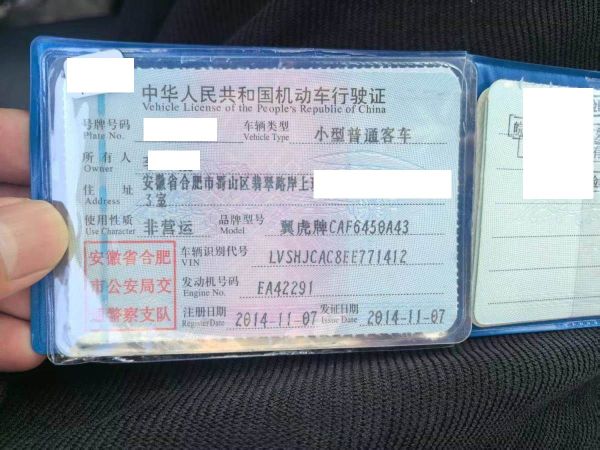 中华人民共和国机动车行驶证
Vehicle License of the People's Republic of China
号牌号码 Plate No. 车辆类型 Vehicle Type 小型普通客车
所有人 Owner
住址 Address 安徽省合肥市蜀山区翡翠路岸上
3室
使用性质 Use Character 非营运 品牌型号 Model 翼虎牌CAF6450A43
安徽省合肥
市公安局交
警察支队
车辆识别代号 VIN LVSHJCAC8EE771412
发动机号码 Engine No. EA42291
注册日期 Register Date 2014-11-07 发证日期 Issue Date 2014-11-07